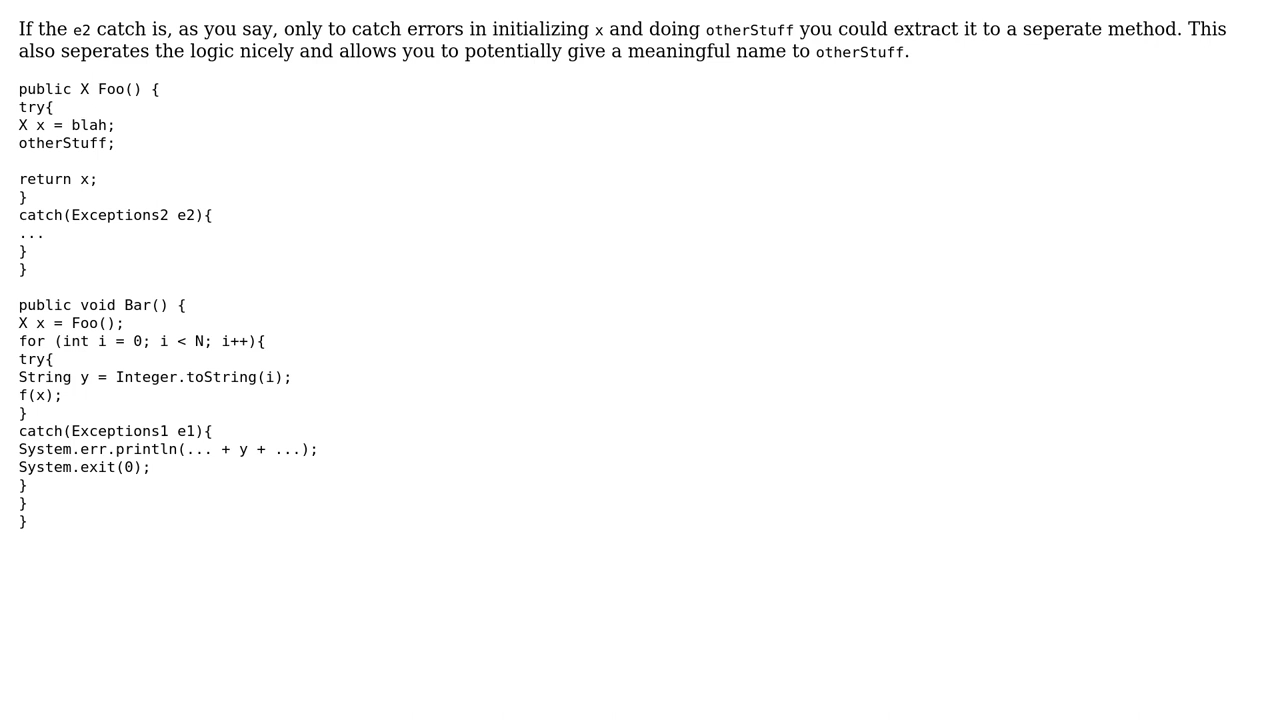 If the e2 catch is, as you say, only to catch errors in initializing x and doing otherStuff you could extract it to a seperate method. This
also seperates the logic nicely and allows you to potentially give a meaningful name to otherStuff.
public X Foo() {
try{
X x = blah;
otherStuff;
return x;
}
catch(Exceptions2 e2){
...
}
}
public void Bar() {
X x = Foo();
for (int i = 0; i < N; i++){
try{
String y = Integer.toString(i);
f(x);
}
catch(Exceptions1 e1){
System.err.println(... + y + ...);
System.exit(0);
}
}
}